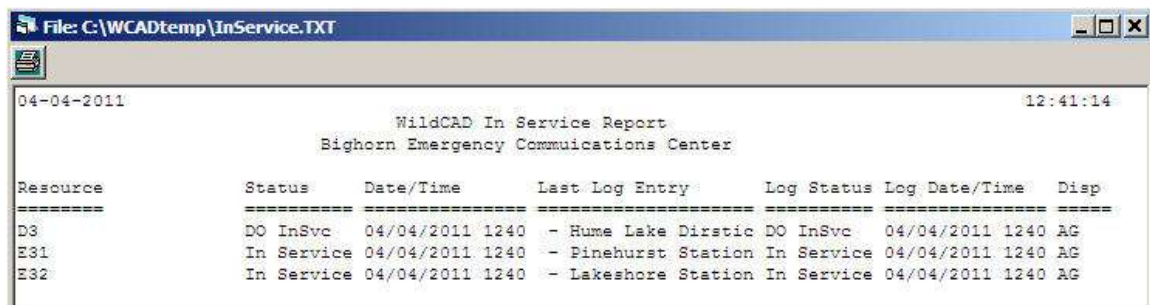 File: C:\WCADtemp\InService.TXT
04-04-2011 12:41:14
WildCAD In Service Report
Bighorn Emergency Commuications Center
Resource Status Date/Time Last Log Entry Log Status Log Date/Time Disp
======== ========== =============== ==================== ========== =============== =====
D3 DO InSvc 04/04/2011 1240 - Hume Lake Dirstic DO InSvc 04/04/2011 1240 AG
E31 In Service 04/04/2011 1240 - Pinehurst Station In Service 04/04/2011 1240 AG
E32 In Service 04/04/2011 1240 - Lakeshore Station In Service 04/04/2011 1240 AG